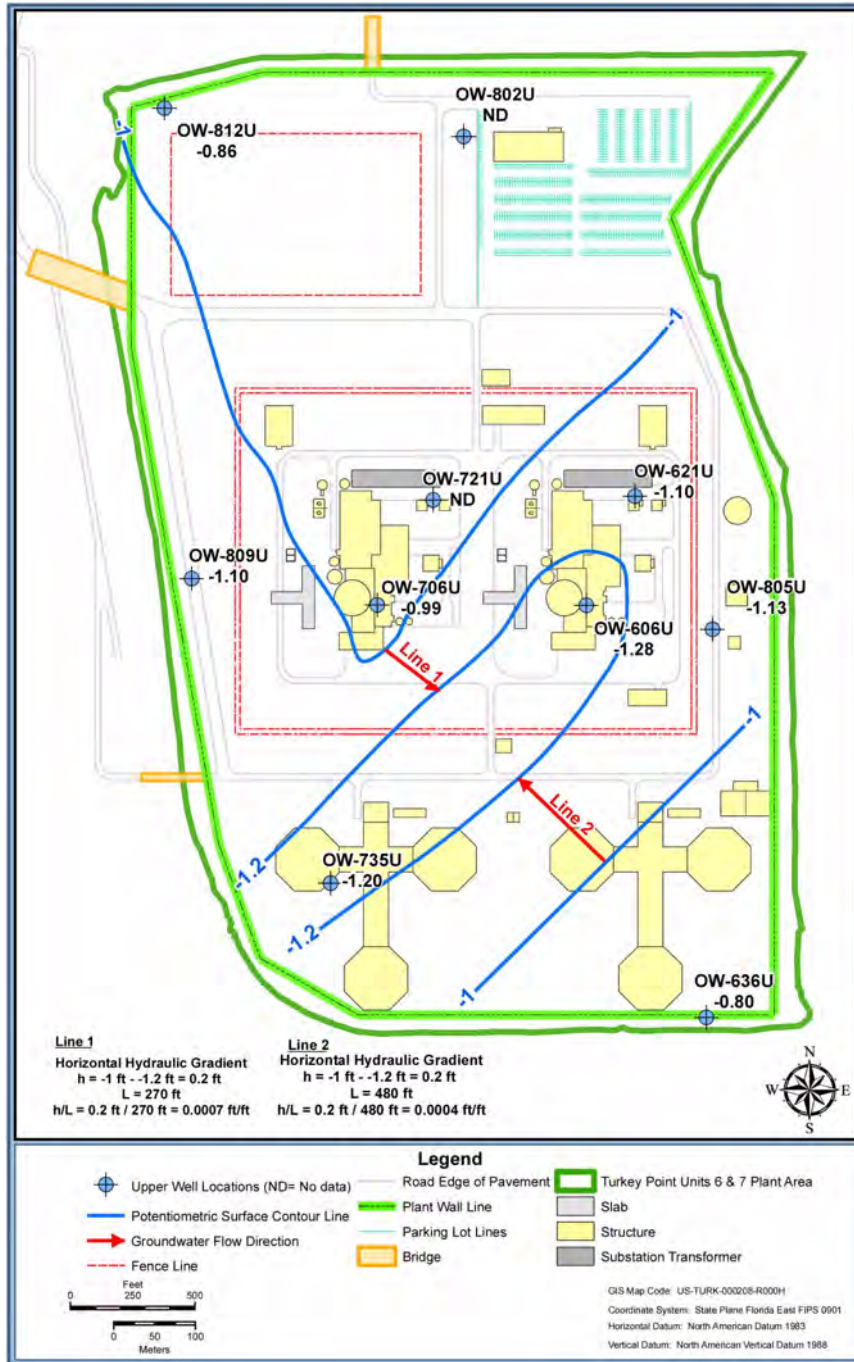 OW-802U
ND
-1
OW-812U
-0.86
-1
OW-721U
ND
OW-621U
-1.10
OW-809U
-1.10
OW-706U
-0.99
OW-805U
-1.13
OW-606U
-1.28
Line 1
-1
Line 2
-1.2
OW-735U
-1.20
-1.2
-1
OW-636U
-0.80
Line 1
Horizontal Hydraulic Gradient
h = -1 ft - -1.2 ft = 0.2 ft
L = 270 ft
h/L = 0.2 ft / 270 ft = 0.0007 ft/ft
Line 2
Horizontal Hydraulic Gradient
h = -1 ft - -1.2 ft = 0.2 ft
L = 480 ft
h/L = 0.2 ft / 480 ft = 0.0004 ft/ft
N
W E
S
Legend
Upper Well Locations (ND= No data)
Potentiometric Surface Contour Line
Groundwater Flow Direction
Fence Line
Road Edge of Pavement
Plant Wall Line
Parking Lot Lines
Bridge
Turkey Point Units 6 & 7 Plant Area
Slab
Structure
Substation Transformer
Feet
0 250 500
0 50 100
Meters
GIS Map Code: US-TURK-000208-R000H
Coordinate System: State Plane Florida East FIPS 0901
Horizontal Datum: North American Datum 1983
Vertical Datum: North American Vertical Datum 1988